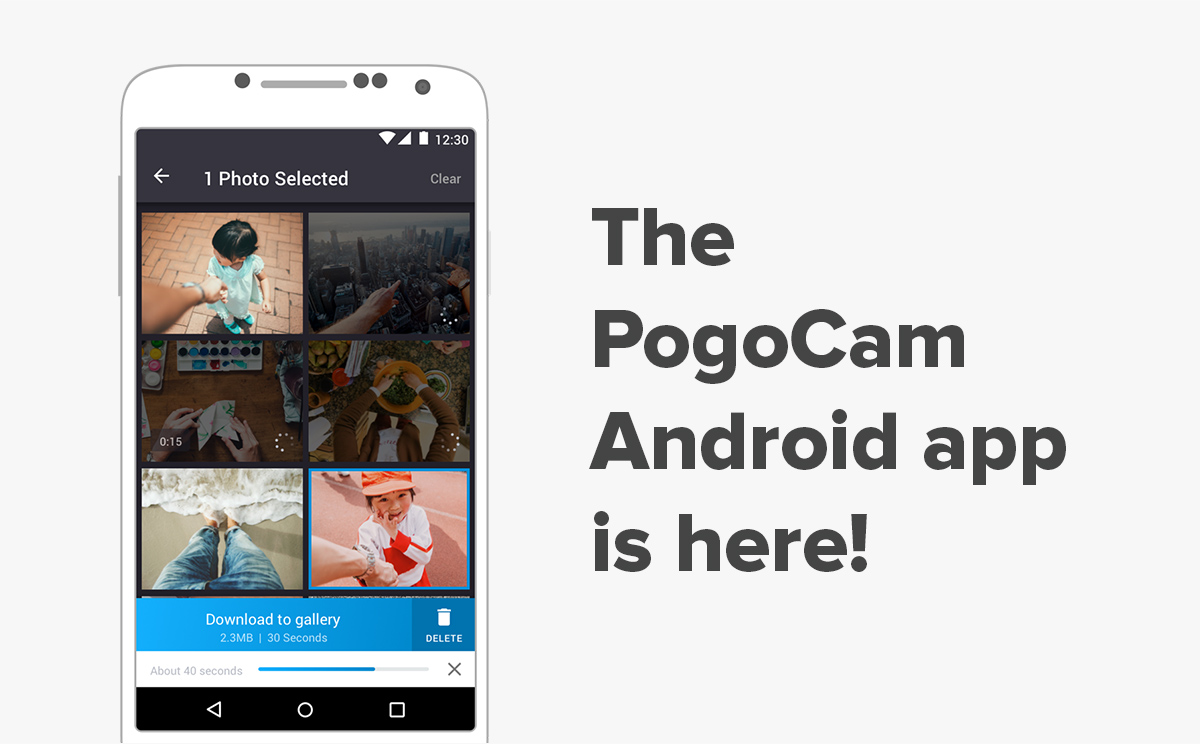 12:30
1 Photo Selected
Clear
0:15
Download to gallery
2.3MB | 30 Seconds
DELETE
About 40 seconds
The
PogoCam
Android app
is here!